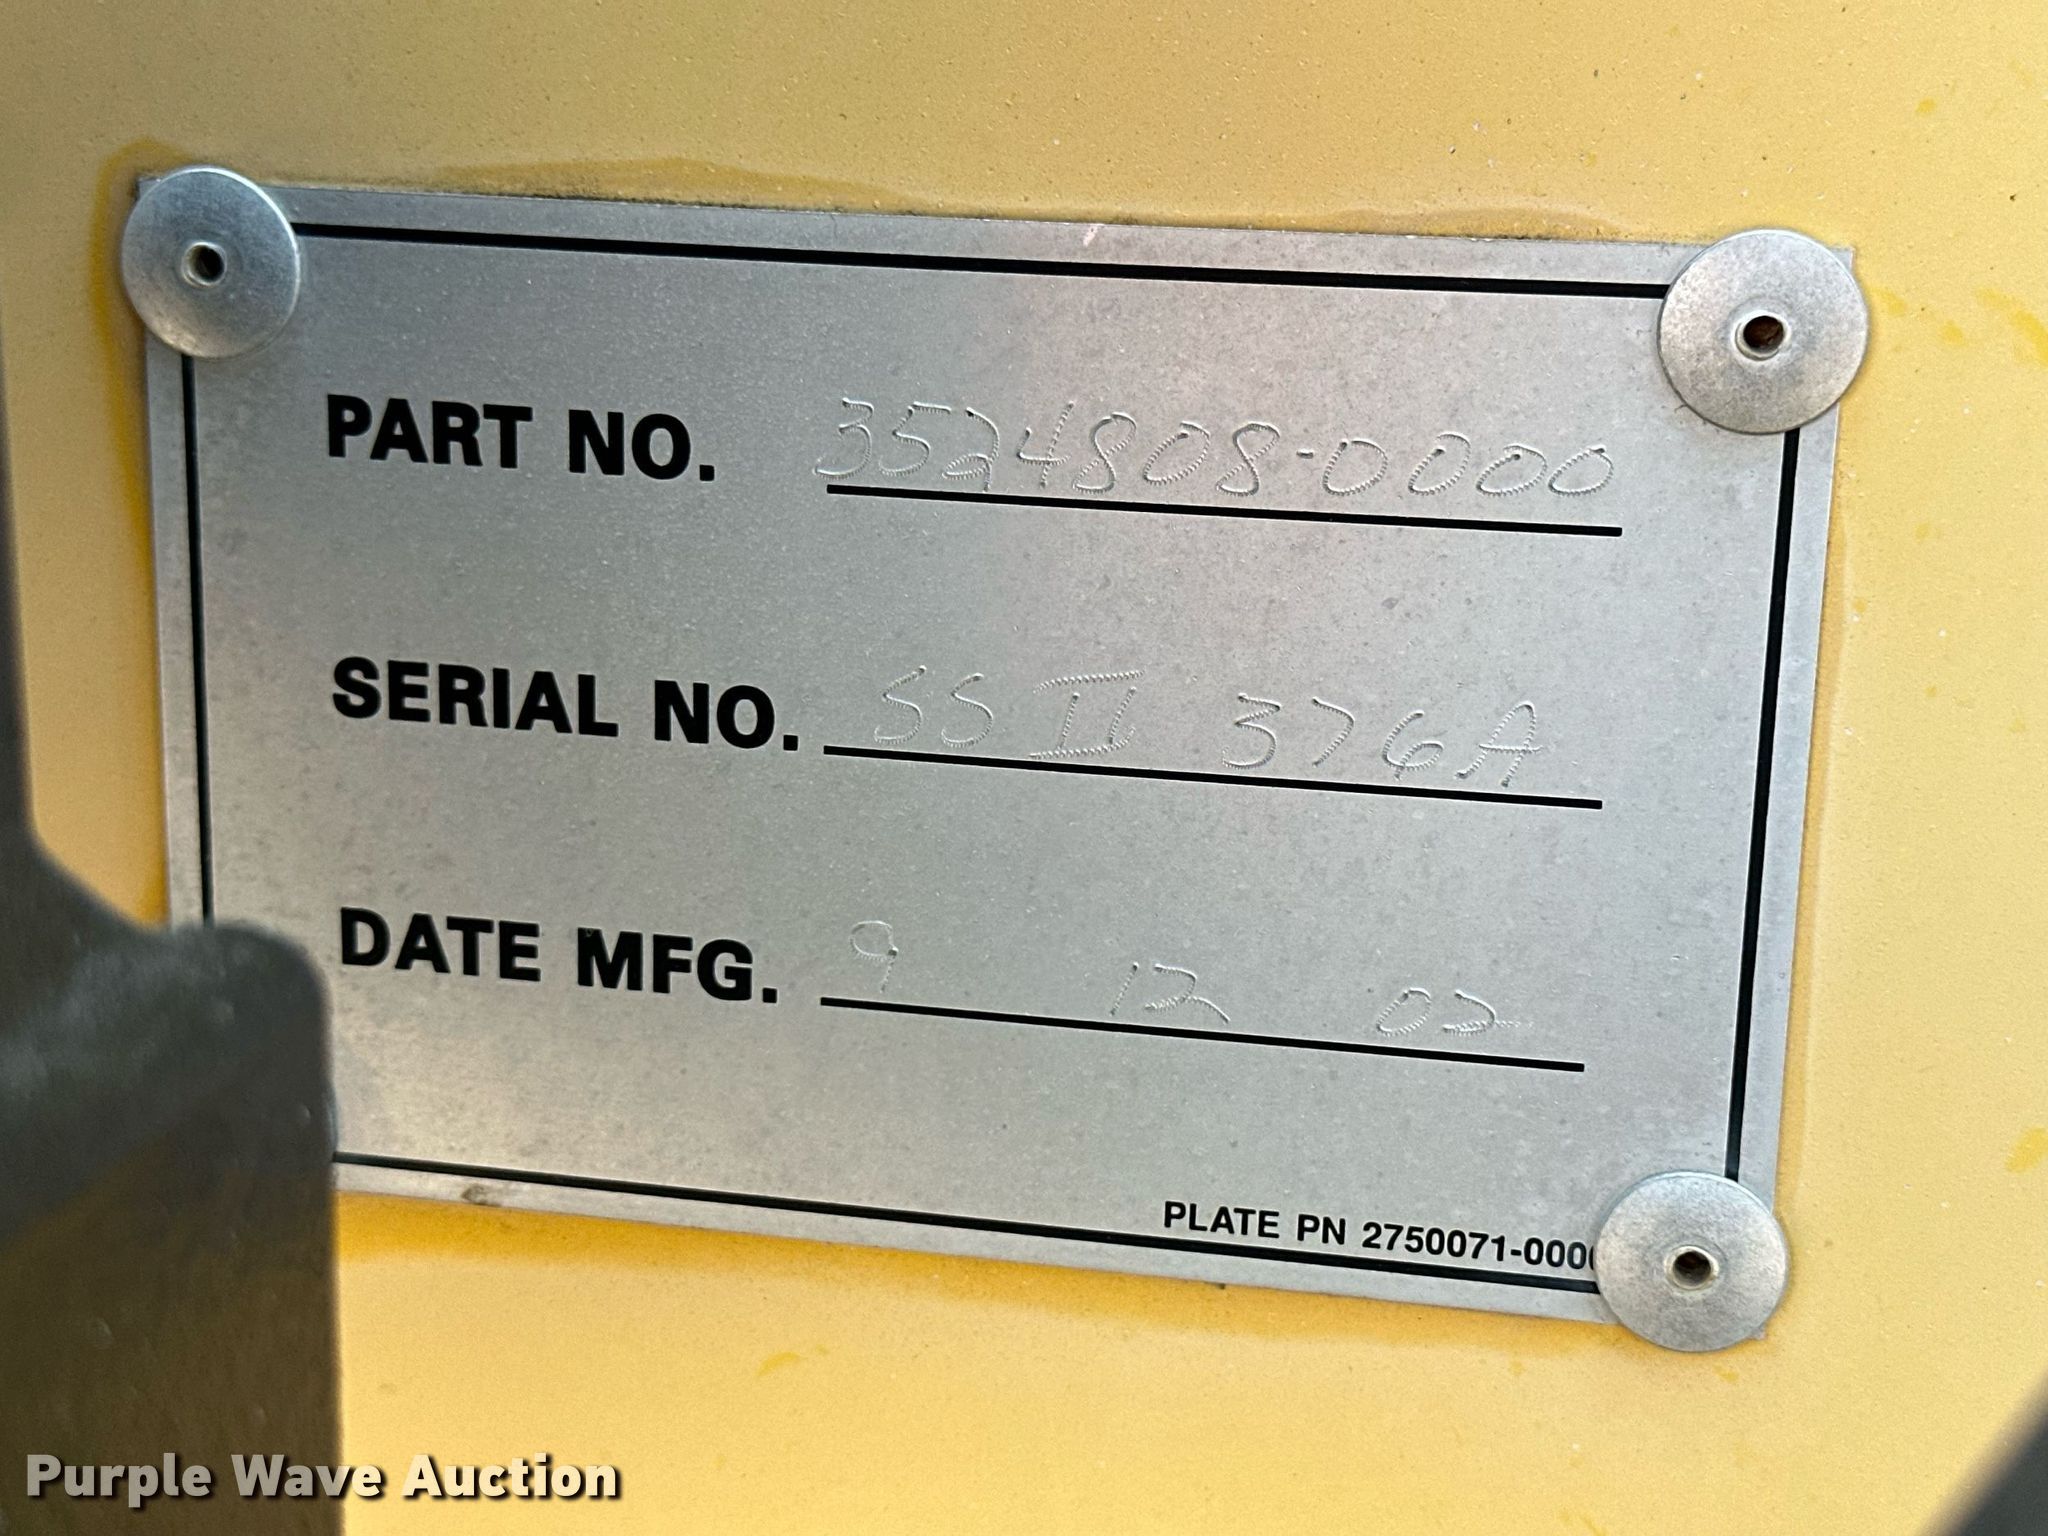 PART NO. 3524808-0000
SERIAL NO. SS II 376A
DATE MFG. 9 12 02
PLATE PN 2750071-000
Purple Wave Auction